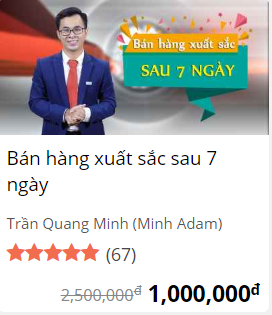 Bán hàng xuất sắc
SAU 7 NGÀY
Bán hàng xuất sắc sau 7
ngày
Trần Quang Minh (Minh Adam)
(67)
2,500,000đ 1,000,000đ